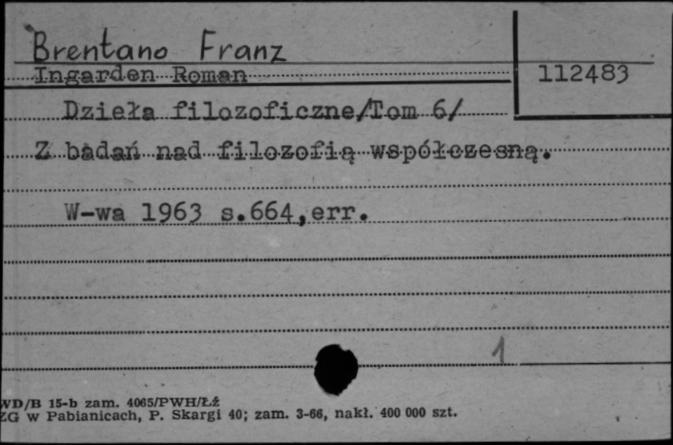 Brentano Franz
Ingarden Roman
112483
Dzieła filozoficzne/Tom 6/
Z badań nad filozofią współczesną.
W-wa 1963 s.664,err.
1
WD/B 15-b zam. 4065/PWH/Łź
ZG w Pabianicach, P. Skargi 40; zam. 3-66, nakł. 400 000 szt.